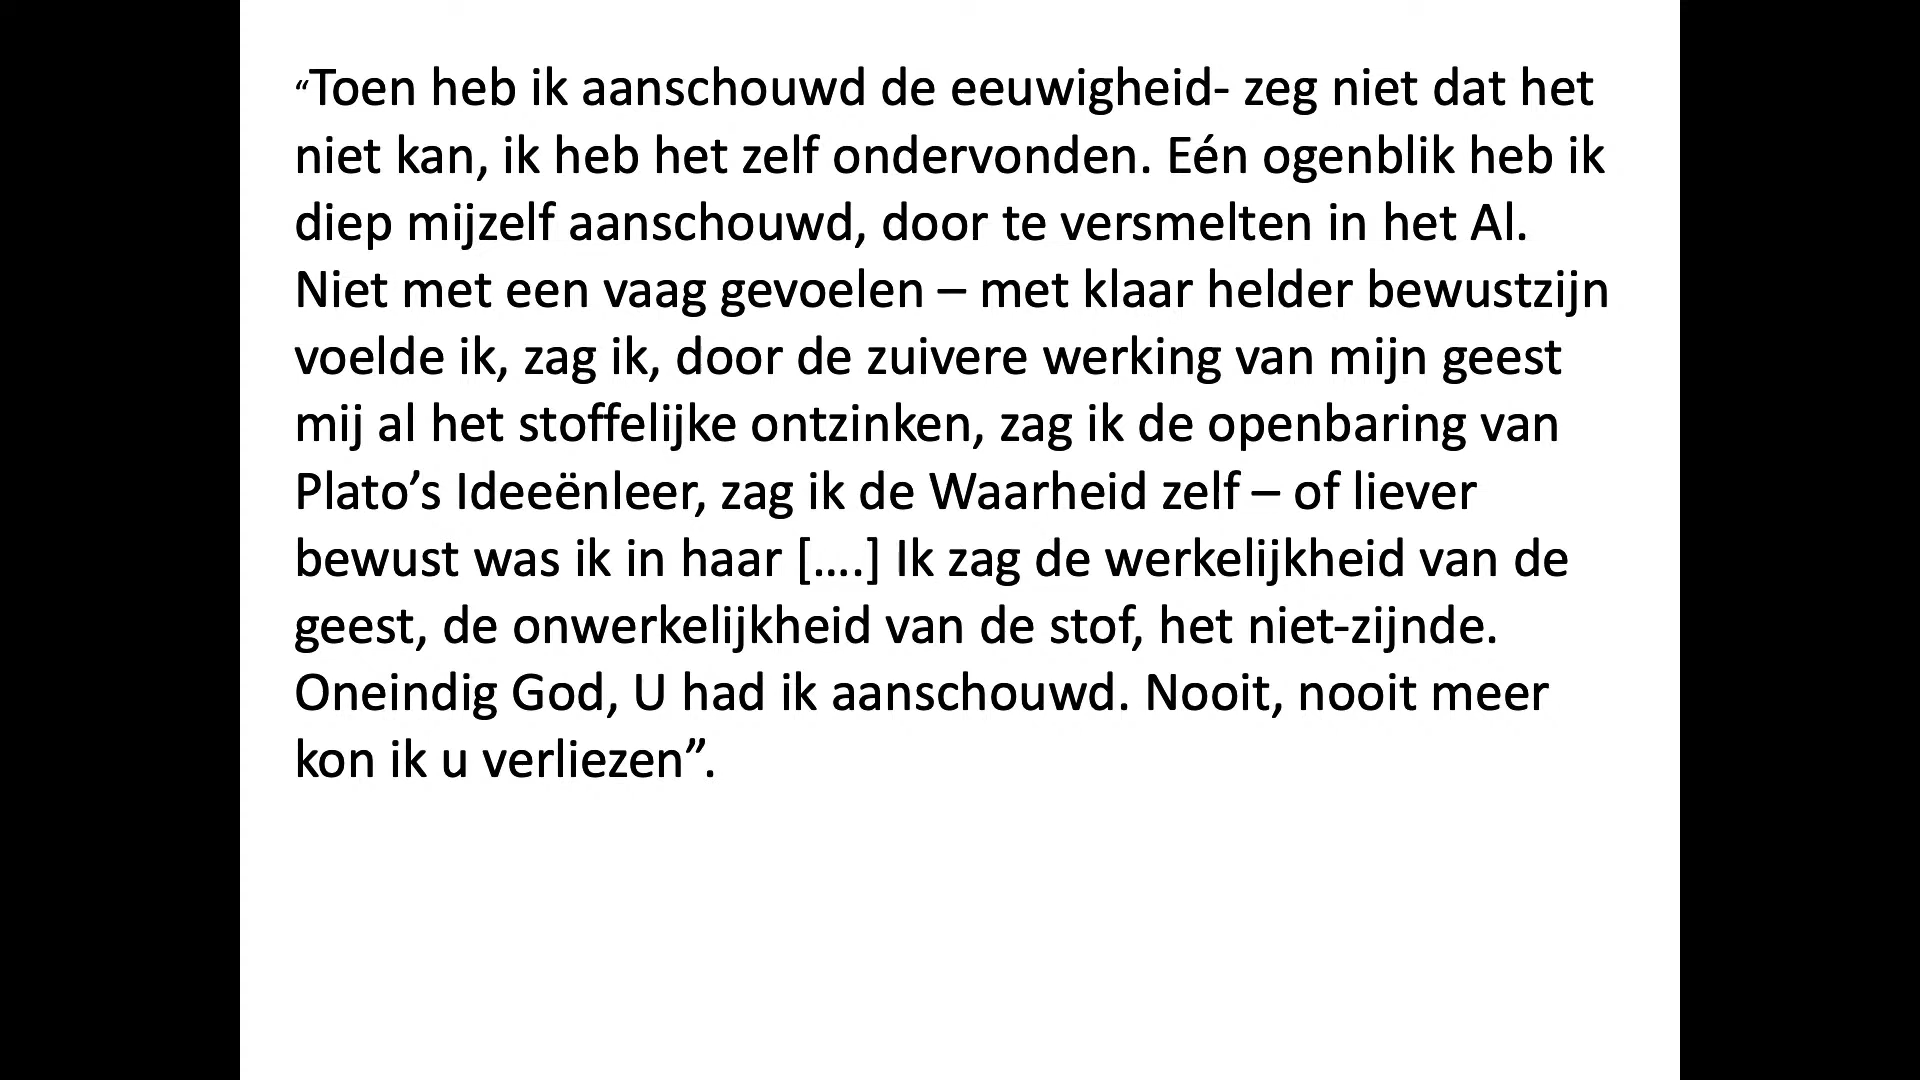 “Toen heb ik aanschouwd de eeuwigheid- zeg niet dat het
niet kan, ik heb het zelf ondervonden. Eén ogenblik heb ik
diep mijzelf aanschouwd, door te versmelten in het Al.
Niet met een vaag gevoelen – met klaar helder bewustzijn
voelde ik, zag ik, door de zuivere werking van mijn geest
mij al het stoffelijke ontzinken, zag ik de openbaring van
Plato’s Ideeënleer, zag ik de Waarheid zelf – of liever
bewust was ik in haar [....] Ik zag de werkelijkheid van de
geest, de onwerkelijkheid van de stof, het niet-zijnde.
Oneindig God, U had ik aanschouwd. Nooit, nooit meer
kon ik u verliezen”.